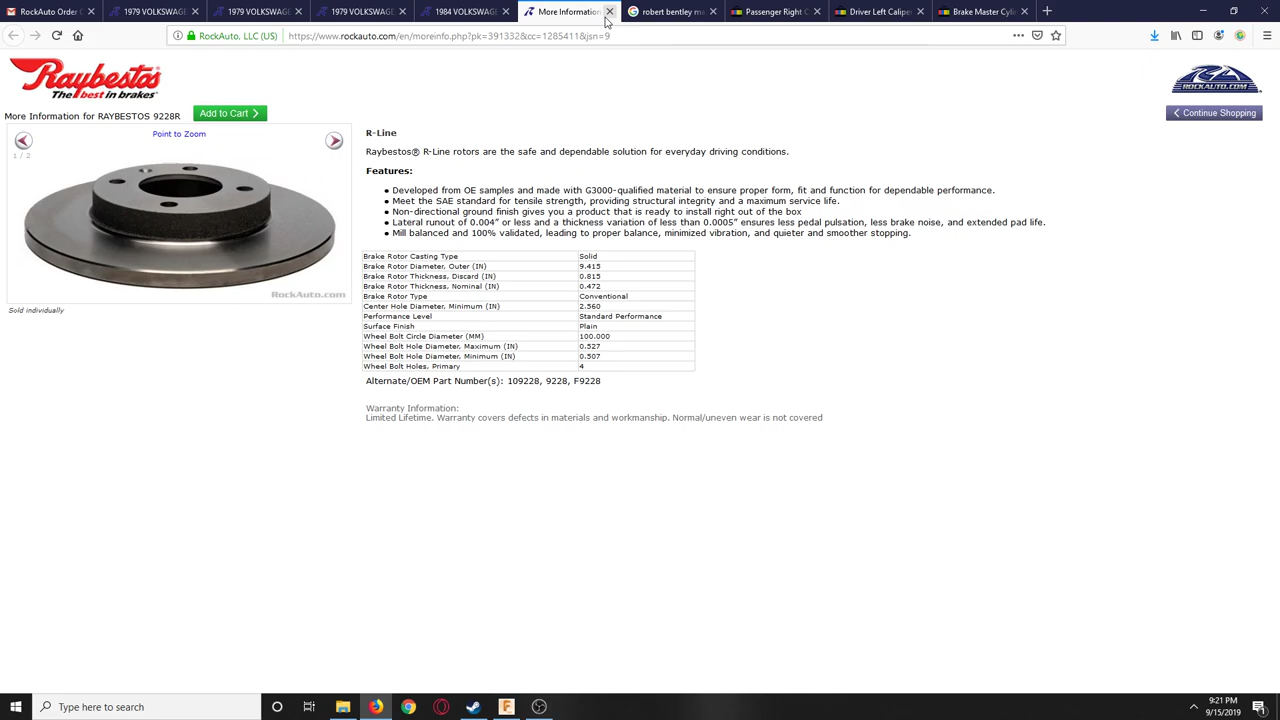 RockAuto Order C
1979 VOLKSWAGE
1979 VOLKSWAGE
1979 VOLKSWAGE
1984 VOLKSWAGE
More Information
robert bentley ma
Passenger Right C
Driver Left Calipe
Brake Master Cylin
RockAuto, LLC (US)
https://www.rockauto.com/en/moreinfo.php?pk=391332&cc=1285411&jsn=9
Raybestos
The best in brakes
ROCKAUTO.COM
More Information for RAYBESTOS 9228R
Add to Cart
Continue Shopping
Point to Zoom
1 / 2
RockAuto.com
Sold individually
R-Line
Raybestos® R-Line rotors are the safe and dependable solution for everyday driving conditions.
Features:
Developed from OE samples and made with G3000-qualified material to ensure proper form, fit and function for dependable performance.
Meet the SAE standard for tensile strength, providing structural integrity and a maximum service life.
Non-directional ground finish gives you a product that is ready to install right out of the box
Lateral runout of 0.004” or less and a thickness variation of less than 0.0005” ensures less pedal pulsation, less brake noise, and extended pad life.
Mill balanced and 100% validated, leading to proper balance, minimized vibration, and quieter and smoother stopping.
Brake Rotor Casting Type Solid
Brake Rotor Diameter, Outer (IN) 9.415
Brake Rotor Thickness, Discard (IN) 0.815
Brake Rotor Thickness, Nominal (IN) 0.472
Brake Rotor Type Conventional
Center Hole Diameter, Minimum (IN) 2.560
Performance Level Standard Performance
Surface Finish Plain
Wheel Bolt Circle Diameter (MM) 100.000
Wheel Bolt Hole Diameter, Maximum (IN) 0.527
Wheel Bolt Hole Diameter, Minimum (IN) 0.507
Wheel Bolt Holes, Primary 4
Alternate/OEM Part Number(s): 109228, 9228, F9228
Warranty Information:
Limited Lifetime. Warranty covers defects in materials and workmanship. Normal/uneven wear is not covered
Type here to search
9:21 PM
9/15/2019